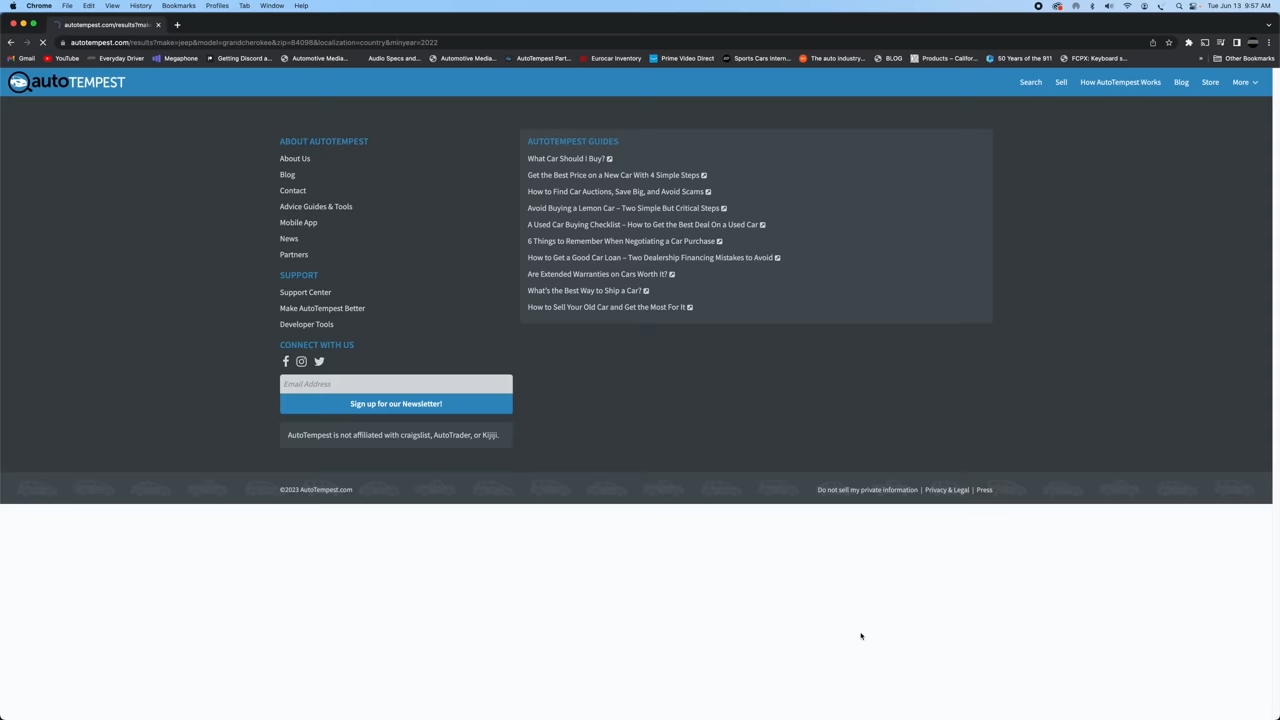 Chrome File Edit View History Bookmarks Profiles Tab Window Help Tue Jun 13 9:57 AM
autotempest.com/results?mak
autotempest.com/results?make=jeep&model=grandcherokee&zip=84098&localization=country&minyear=2022
Gmail YouTube Everyday Driver Megaphone Getting Discord a... Automotive Media... Audio Specs and... Automotive Media... AutoTempest Part... Eurocar Inventory Prime Video Direct Sports Cars Intern... The auto industry... BLOG Products – Califor... 50 Years of the 911 FCPX: Keyboard s... » Other Bookmarks
autoTEMPEST Search Sell How AutoTempest Works Blog Store More
ABOUT AUTOTEMPEST
About Us
Blog
Contact
Advice Guides & Tools
Mobile App
News
Partners
SUPPORT
Support Center
Make AutoTempest Better
Developer Tools
CONNECT WITH US
Email Address
Sign up for our Newsletter!
AutoTempest is not affiliated with craigslist, AutoTrader, or Kijiji.
AUTOTEMPEST GUIDES
What Car Should I Buy?
Get the Best Price on a New Car With 4 Simple Steps
How to Find Car Auctions, Save Big, and Avoid Scams
Avoid Buying a Lemon Car – Two Simple But Critical Steps
A Used Car Buying Checklist – How to Get the Best Deal On a Used Car
6 Things to Remember When Negotiating a Car Purchase
How to Get a Good Car Loan – Two Dealership Financing Mistakes to Avoid
Are Extended Warranties on Cars Worth It?
What's the Best Way to Ship a Car?
How to Sell Your Old Car and Get the Most For It
©2023 AutoTempest.com Do not sell my private information | Privacy & Legal | Press